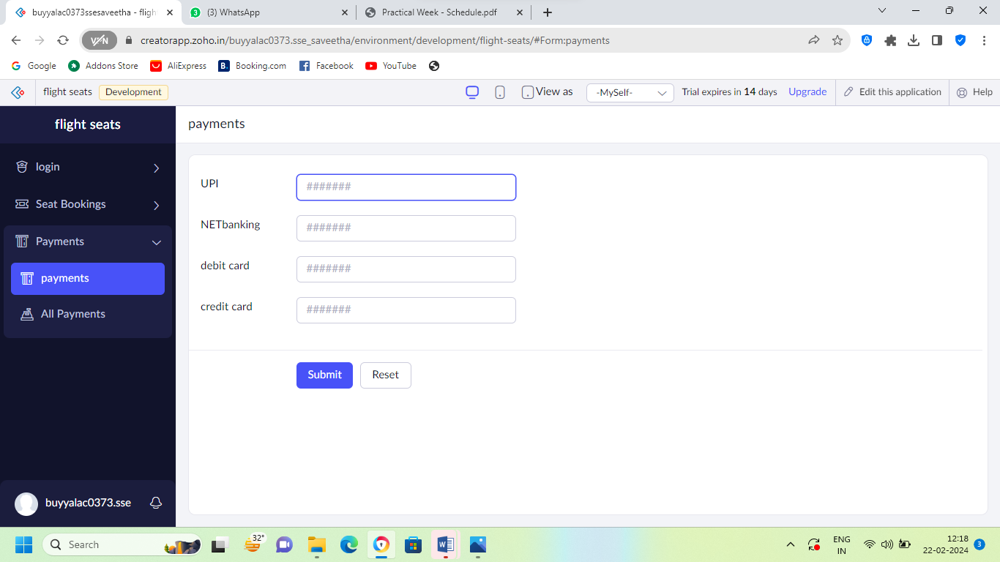 buyyalac0373ssesaveetha - fligh
(3) WhatsApp
Practical Week - Schedule.pdf
VPN
creatorapp.zoho.in/buyyalac0373.sse_saveetha/environment/development/flight-seats/#Form:payments
Google
Addons Store
AliExpress
B. Booking.com
Facebook
YouTube
flight seats
Development
View as
-MySelf-
Trial expires in 14 days
Upgrade
Edit this application
Help
flight seats
payments
login
Seat Bookings
Payments
payments
All Payments
UPI
#######
NETbanking
#######
debit card
#######
credit card
#######
Submit
Reset
buyyalac0373.sse
Search
32°
ENG
IN
12:18
22-02-2024
3